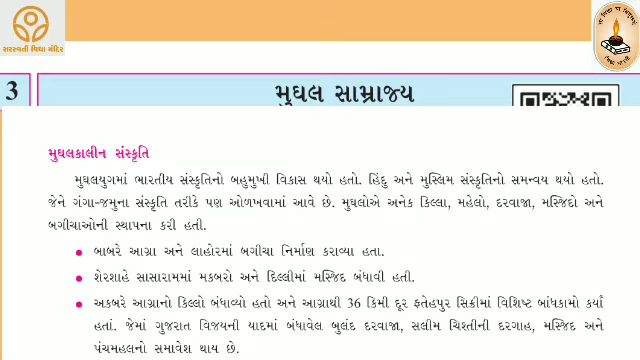 સરસ્વતી વિદ્યા મંદિર
3
મુઘલ સામ્રાજ્ય
મુઘલકાલીન સંસ્કૃતિ
મુઘલયુગમાં ભારતીય સંસ્કૃતિનો બહુમુખી વિકાસ થયો હતો. હિંદુ અને મુસ્લિમ સંસ્કૃતિનો સમન્વય થયો હતો.
જેને ગંગા-જમુના સંસ્કૃતિ તરીકે પણ ઓળખવામાં આવે છે. મુઘલોએ અનેક કિલ્લા, મહેલો, દરવાજા, મસ્જિદો અને
બગીચાઓની સ્થાપના કરી હતી.
• બાબરે આગ્રા અને લાહોરમાં બગીચા નિર્માણ કરાવ્યા હતા.
• શેરશાહે સાસારામમાં મકબરો અને દિલ્લીમાં મસ્જિદ બંધાવી હતી.
• અકબરે આગ્રાનો કિલ્લો બંધાવ્યો હતો અને આગ્રાથી 36 કિમી દૂર ફતેહપુર સિક્રીમાં વિશિષ્ટ બાંધકામો કર્યાં
હતાં. જેમાં ગુજરાત વિજયની યાદમાં બંધાવેલ બુલંદ દરવાજા, સલીમ ચિશ્તીની દરગાહ, મસ્જિદ અને
પંચમહલનો સમાવેશ થાય છે.